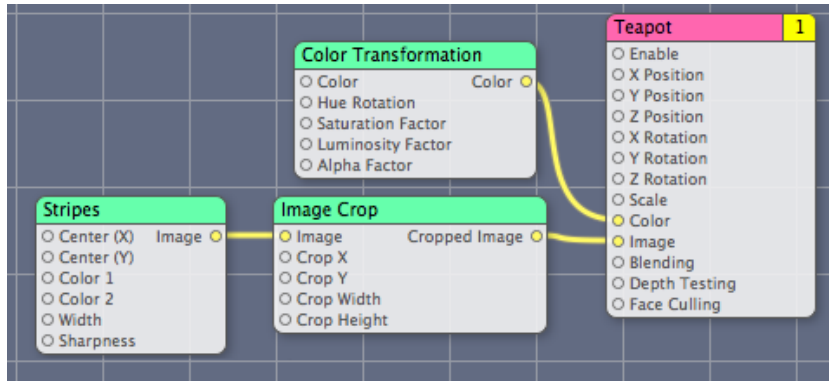 Teapot 1
Enable
X Position
Y Position
Z Position
X Rotation
Y Rotation
Z Rotation
Scale
Color
Image
Blending
Depth Testing
Face Culling
Color Transformation
Color Color
Hue Rotation
Saturation Factor
Luminosity Factor
Alpha Factor
Stripes
Center (X) Image
Center (Y)
Color 1
Color 2
Width
Sharpness
Image Crop
Image Cropped Image
Crop X
Crop Y
Crop Width
Crop Height